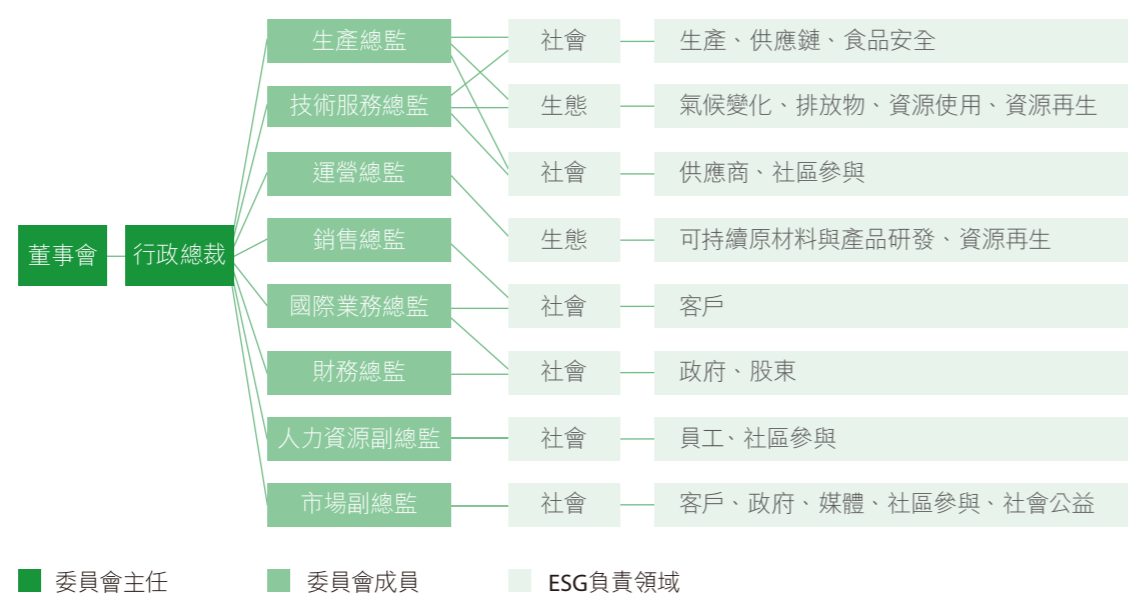 生產總監 社會 生產、供應鏈、食品安全
技術服務總監 生態 氣候變化、排放物、資源使用、資源再生
運營總監 社會 供應商、社區參與
董事會 行政總裁 銷售總監 生態 可持續原材料與產品研發、資源再生
國際業務總監 社會 客戶
財務總監 社會 政府、股東
人力資源副總監 社會 員工、社區參與
市場副總監 社會 客戶、政府、媒體、社區參與、社會公益
委員會主任 委員會成員 ESG負責領域